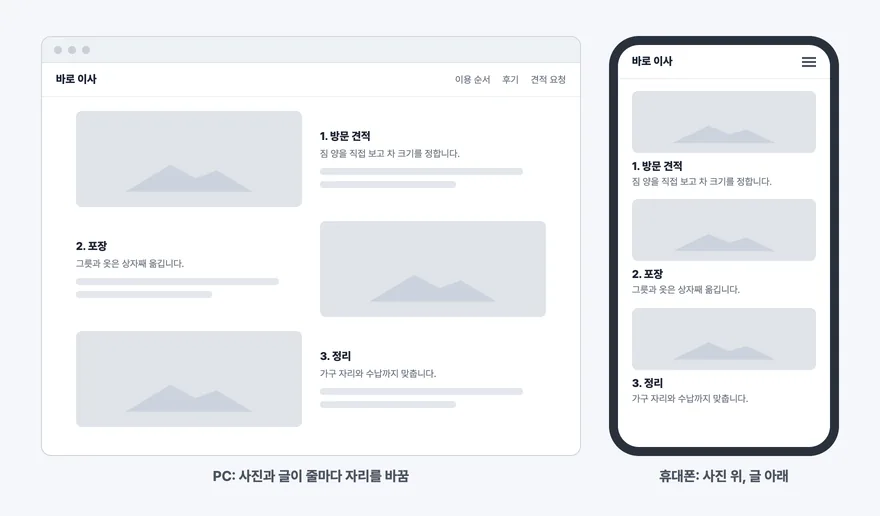 바로 이사
이용 순서 후기 견적 요청
1. 방문 견적
짐 양을 직접 보고 차 크기를 정합니다.
2. 포장
그릇과 옷은 상자째 옮깁니다.
3. 정리
가구 자리와 수납까지 맞춥니다.
PC: 사진과 글이 줄마다 자리를 바꿈
바로 이사
1. 방문 견적
짐 양을 직접 보고 차 크기를 정합니다.
2. 포장
그릇과 옷은 상자째 옮깁니다.
3. 정리
가구 자리와 수납까지 맞춥니다.
휴대폰: 사진 위, 글 아래